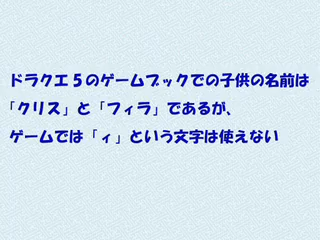 ドラクエ５のゲームブックでの子供の名前は
「クリス」と「フィラ」であるが、
ゲームでは「ィ」という文字は使えない